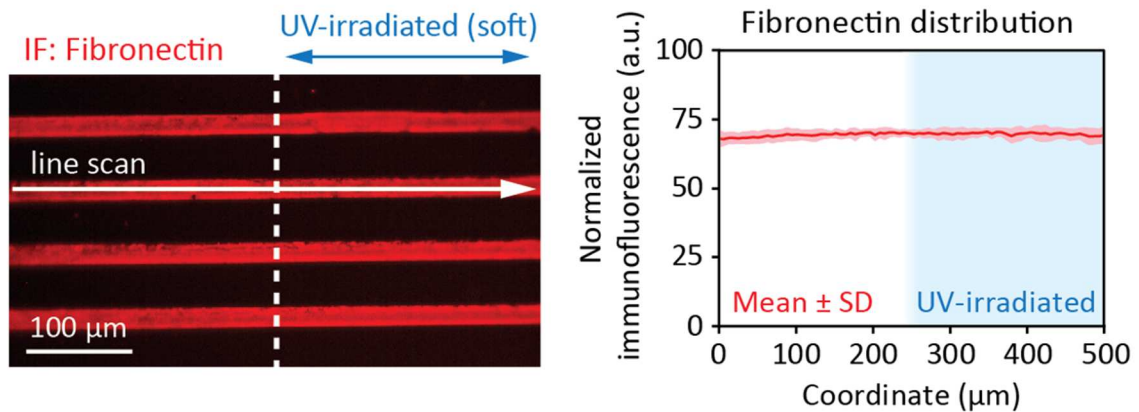 IF: Fibronectin
UV-irradiated (soft)
line scan
100 µm
Fibronectin distribution
Normalized
immunofluorescence (a.u.)
100
75
50
25
0
Mean ± SD
UV-irradiated
0 100 200 300 400 500
Coordinate (µm)